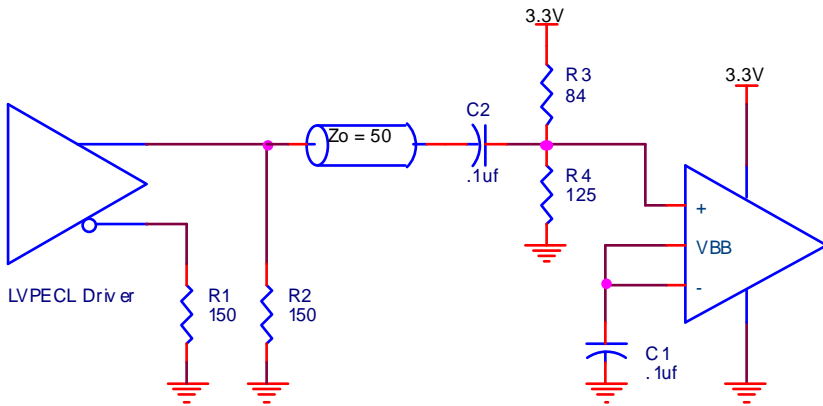 3.3V
R3
84
3.3V
C2
Zo = 50
.1uf
R4
125
+
VBB
-
LVPECL Driver
R1
150
R2
150
C1
.1uf